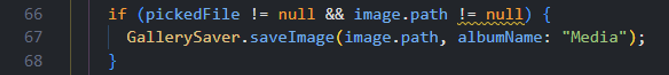 66 if (pickedFile != null && image.path != null) {
67 GallerySaver.saveImage(image.path, albumName: "Media");
68 }